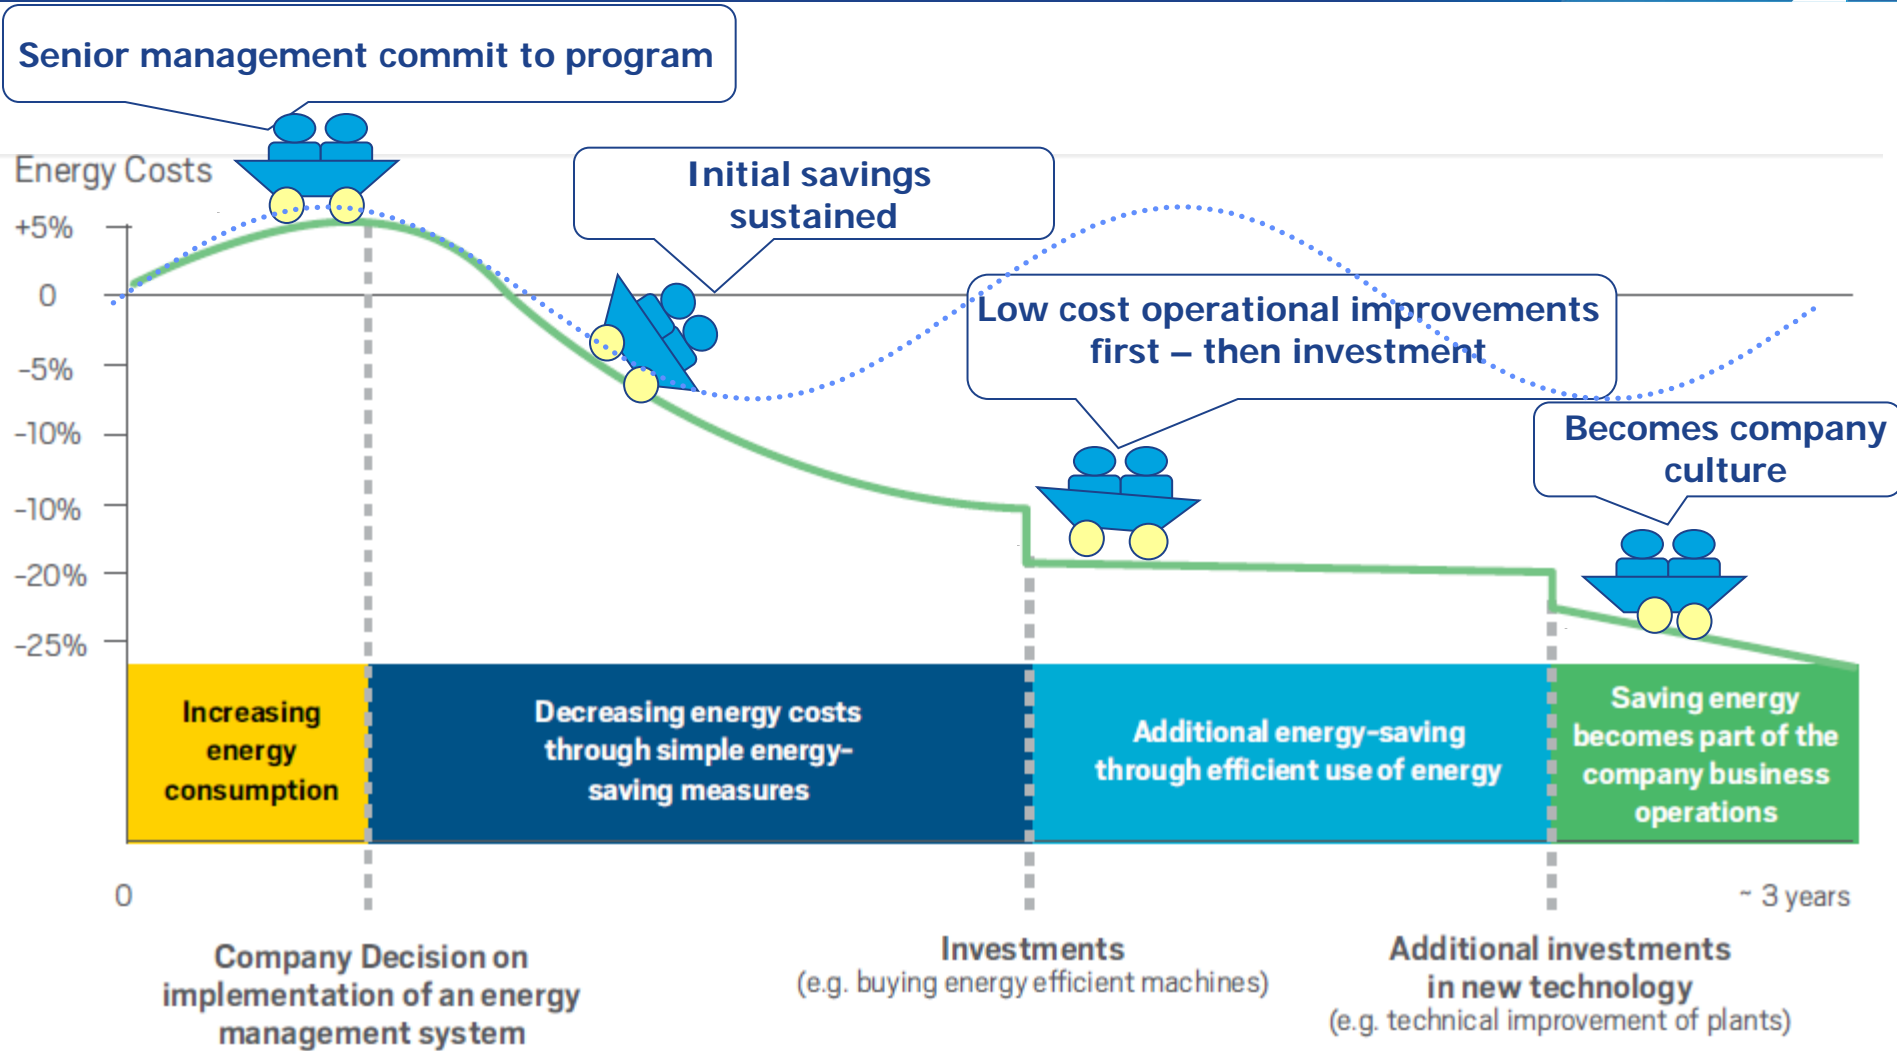 Senior management commit to program
Energy Costs
Initial savings
sustained
+5%
0
-5%
-10%
-10%
-20%
-25%
Low cost operational improvements
first – then investment
Becomes company
culture
Increasing
energy
consumption
Decreasing energy costs
through simple energy-
saving measures
Additional energy-saving
through efficient use of energy
Saving energy
becomes part of the
company business
operations
0
~ 3 years
Company Decision on
implementation of an energy
management system
Investments
(e.g. buying energy efficient machines)
Additional investments
in new technology
(e.g. technical improvement of plants)